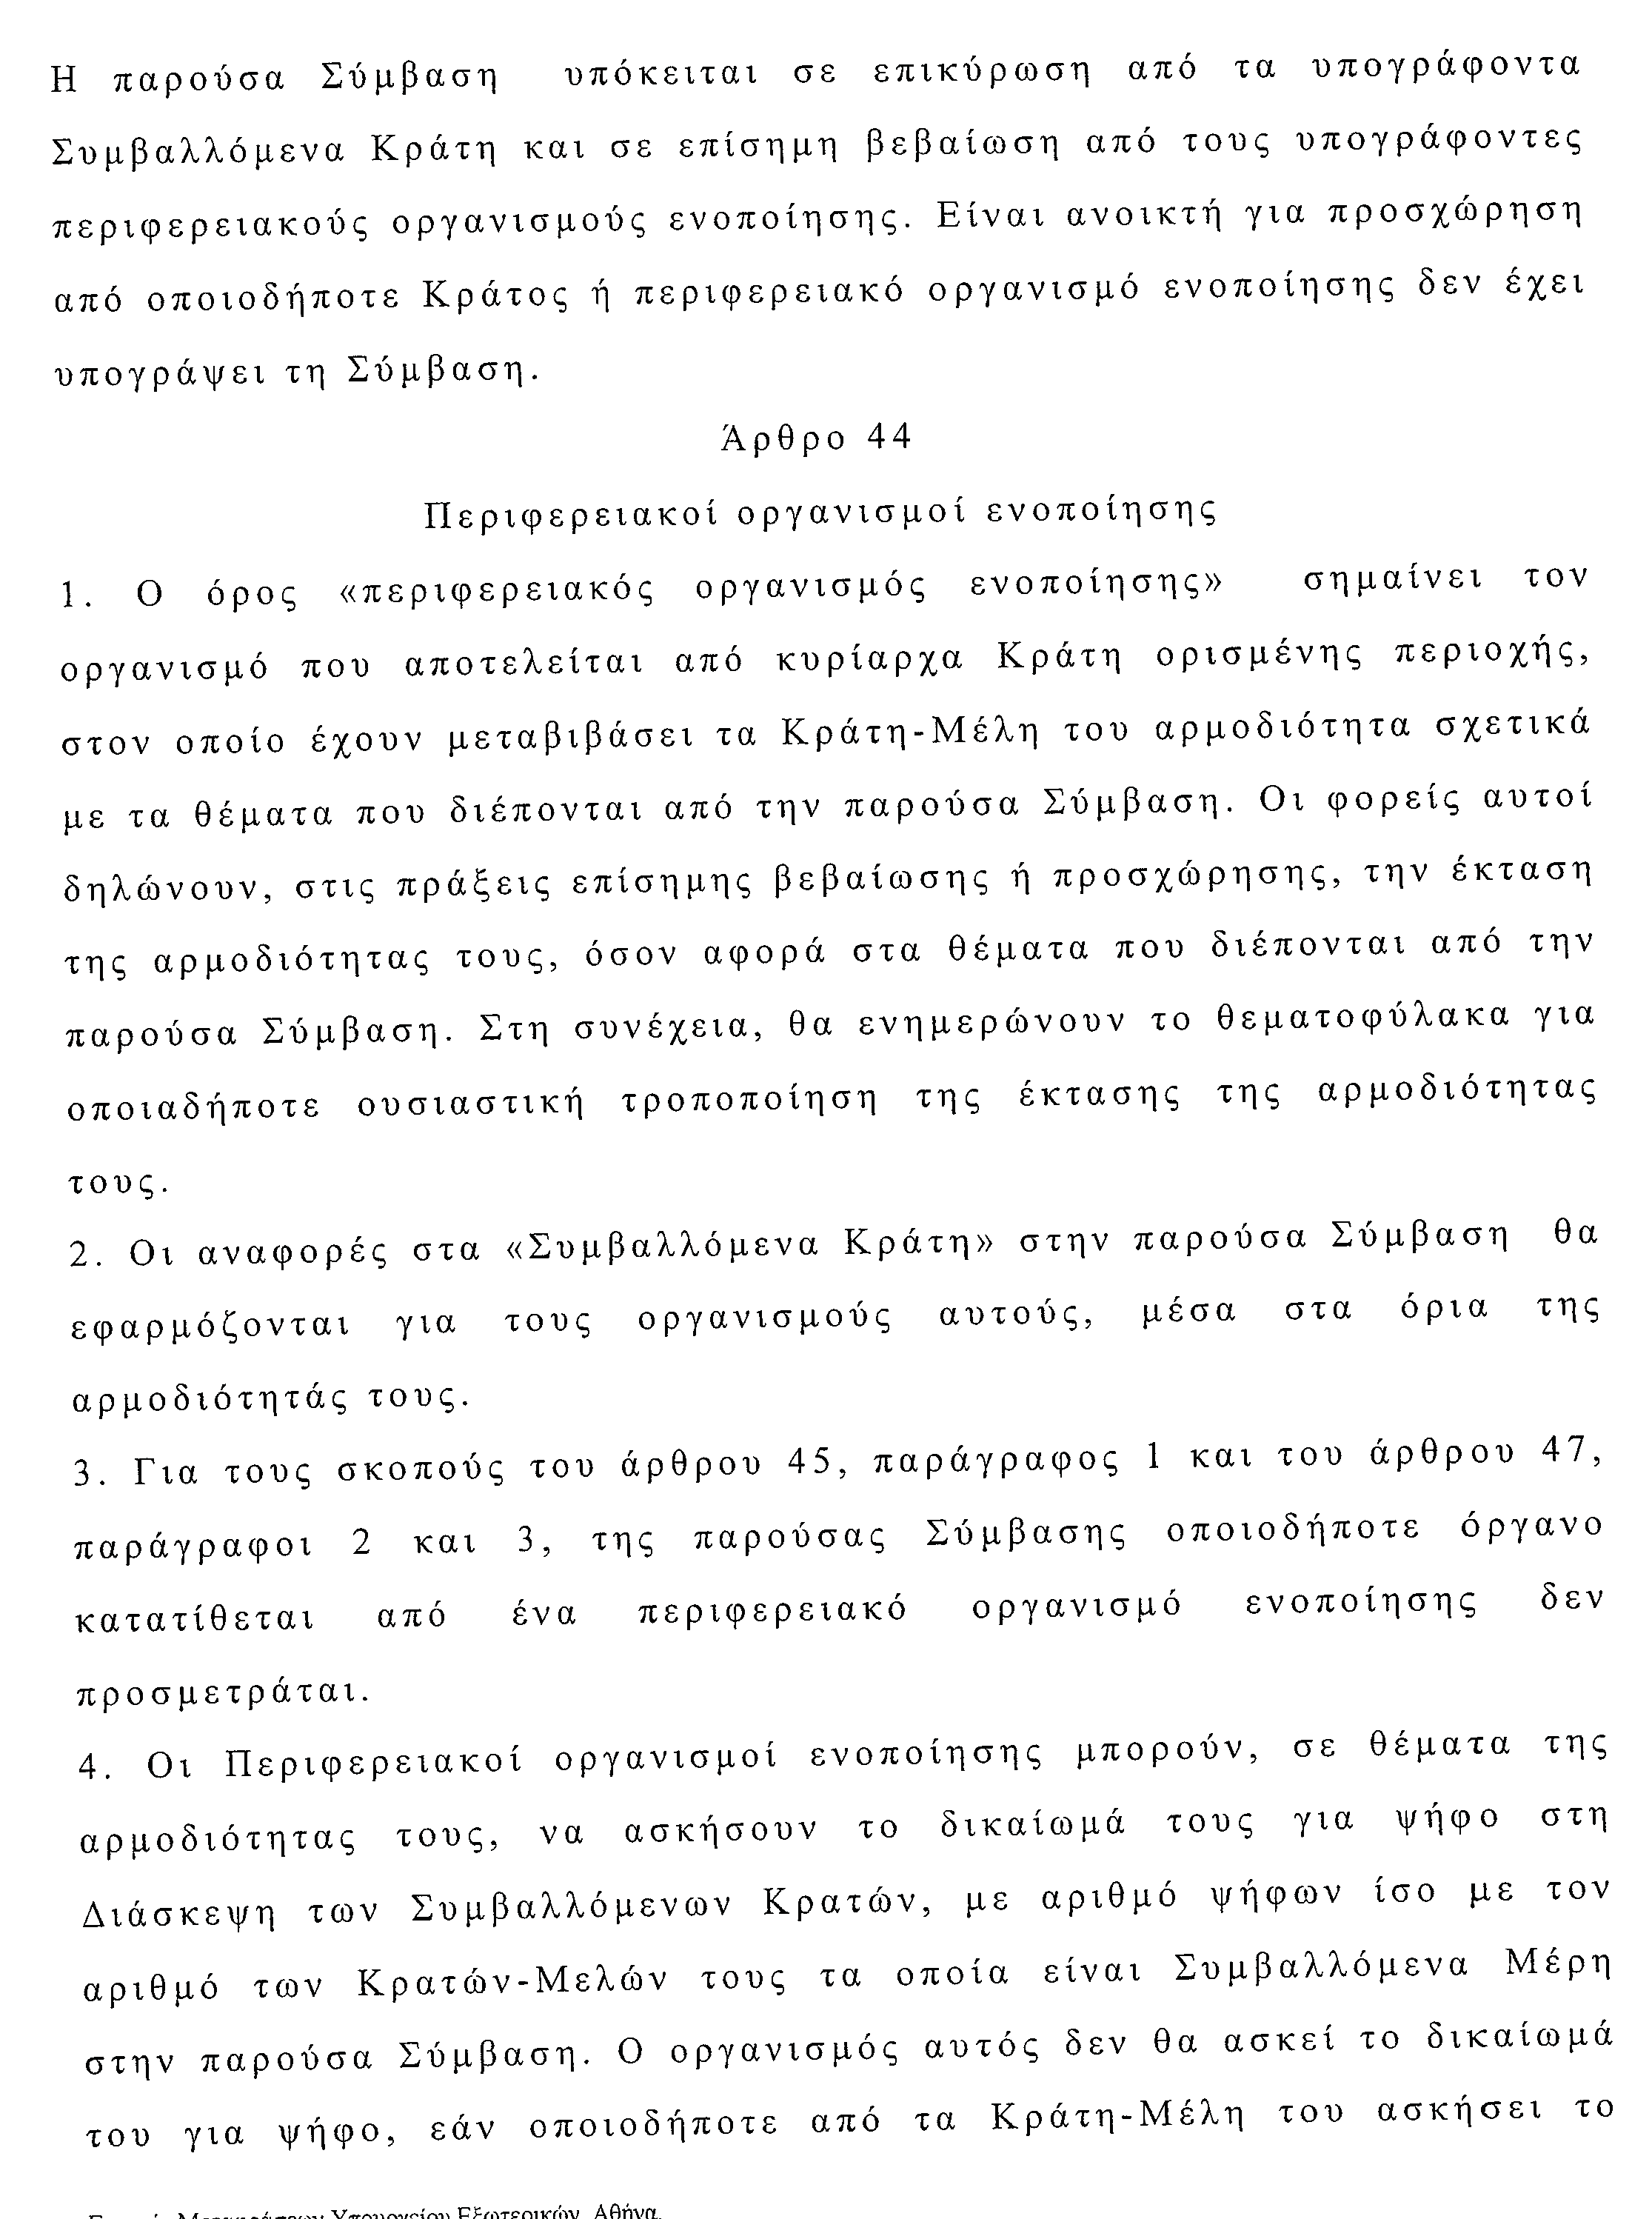 Η παρούσα Σύμβαση υπόκειται σε επικύρωση από τα υπογράφοντα
Συμβαλλόμενα Κράτη και σε επίσημη βεβαίωση από τους υπογράφοντες
περιφερειακούς οργανισμούς ενοποίησης. Είναι ανοικτή για προσχώρηση
από οποιοδήποτε Κράτος ή περιφερειακό οργανισμό ενοποίησης δεν έχει
υπογράψει τη Σύμβαση.
Άρθρο 44
Περιφερειακοί οργανισμοί ενοποίησης
1. Ο όρος «περιφερειακός οργανισμός ενοποίησης» σημαίνει τον
οργανισμό που αποτελείται από κυρίαρχα Κράτη ορισμένης περιοχής,
στον οποίο έχουν μεταβιβάσει τα Κράτη-Μέλη του αρμοδιότητα σχετικά
με τα θέματα που διέπονται από την παρούσα Σύμβαση. Οι φορείς αυτοί
δηλώνουν, στις πράξεις επίσημης βεβαίωσης ή προσχώρησης, την έκταση
της αρμοδιότητας τους, όσον αφορά στα θέματα που διέπονται από την
παρούσα Σύμβαση. Στη συνέχεια, θα ενημερώνουν το θεματοφύλακα για
οποιαδήποτε ουσιαστική τροποποίηση της έκτασης της αρμοδιότητας
τους.
2. Οι αναφορές στα «Συμβαλλόμενα Κράτη» στην παρούσα Σύμβαση θα
εφαρμόζονται για τους οργανισμούς αυτούς, μέσα στα όρια της
αρμοδιότητάς τους.
3. Για τους σκοπούς του άρθρου 45, παράγραφος 1 και του άρθρου 47,
παράγραφοι 2 και 3, της παρούσας Σύμβασης οποιοδήποτε όργανο
κατατίθεται από ένα περιφερειακό οργανισμό ενοποίησης δεν
προσμετράται.
4. Οι Περιφερειακοί οργανισμοί ενοποίησης μπορούν, σε θέματα της
αρμοδιότητας τους, να ασκήσουν το δικαίωμά τους για ψήφο στη
Διάσκεψη των Συμβαλλόμενων Κρατών, με αριθμό ψήφων ίσο με τον
αριθμό των Κρατών-Μελών τους τα οποία είναι Συμβαλλόμενα Μέρη
στην παρούσα Σύμβαση. Ο οργανισμός αυτός δεν θα ασκεί το δικαίωμά
του για ψήφο, εάν οποιοδήποτε από τα Κράτη-Μέλη του ασκήσει το
Υπουργείου Εξωτερικών, Αθήνα.